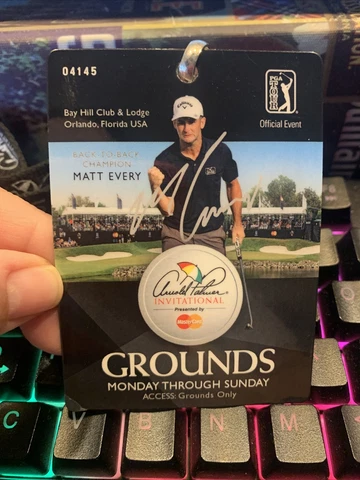 04145
Bay Hill Club & Lodge
Orlando, Florida USA
PGA TOUR
Official Event
BACK-TO-BACK
CHAMPION
MATT EVERY
Callaway
Arnold Palmer
INVITATIONAL
Presented by
MasterCard
GROUNDS
MONDAY THROUGH SUNDAY
ACCESS: Grounds Only
C
V
B
N
M